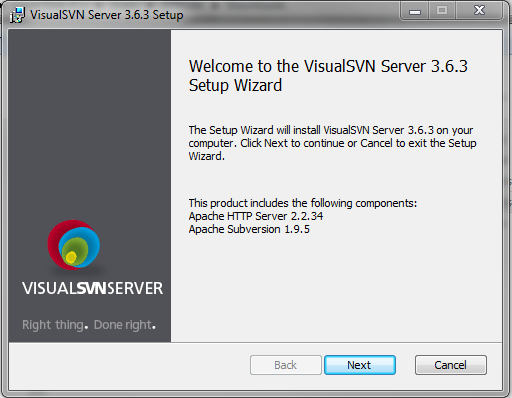 VisualSVN Server 3.6.3 Setup
Welcome to the VisualSVN Server 3.6.3
Setup Wizard
The Setup Wizard will install VisualSVN Server 3.6.3 on your
computer. Click Next to continue or Cancel to exit the Setup
Wizard.
This product includes the following components:
Apache HTTP Server 2.2.34
Apache Subversion 1.9.5
VISUALSVNSERVER
Right thing. Done right.
Back
Next
Cancel